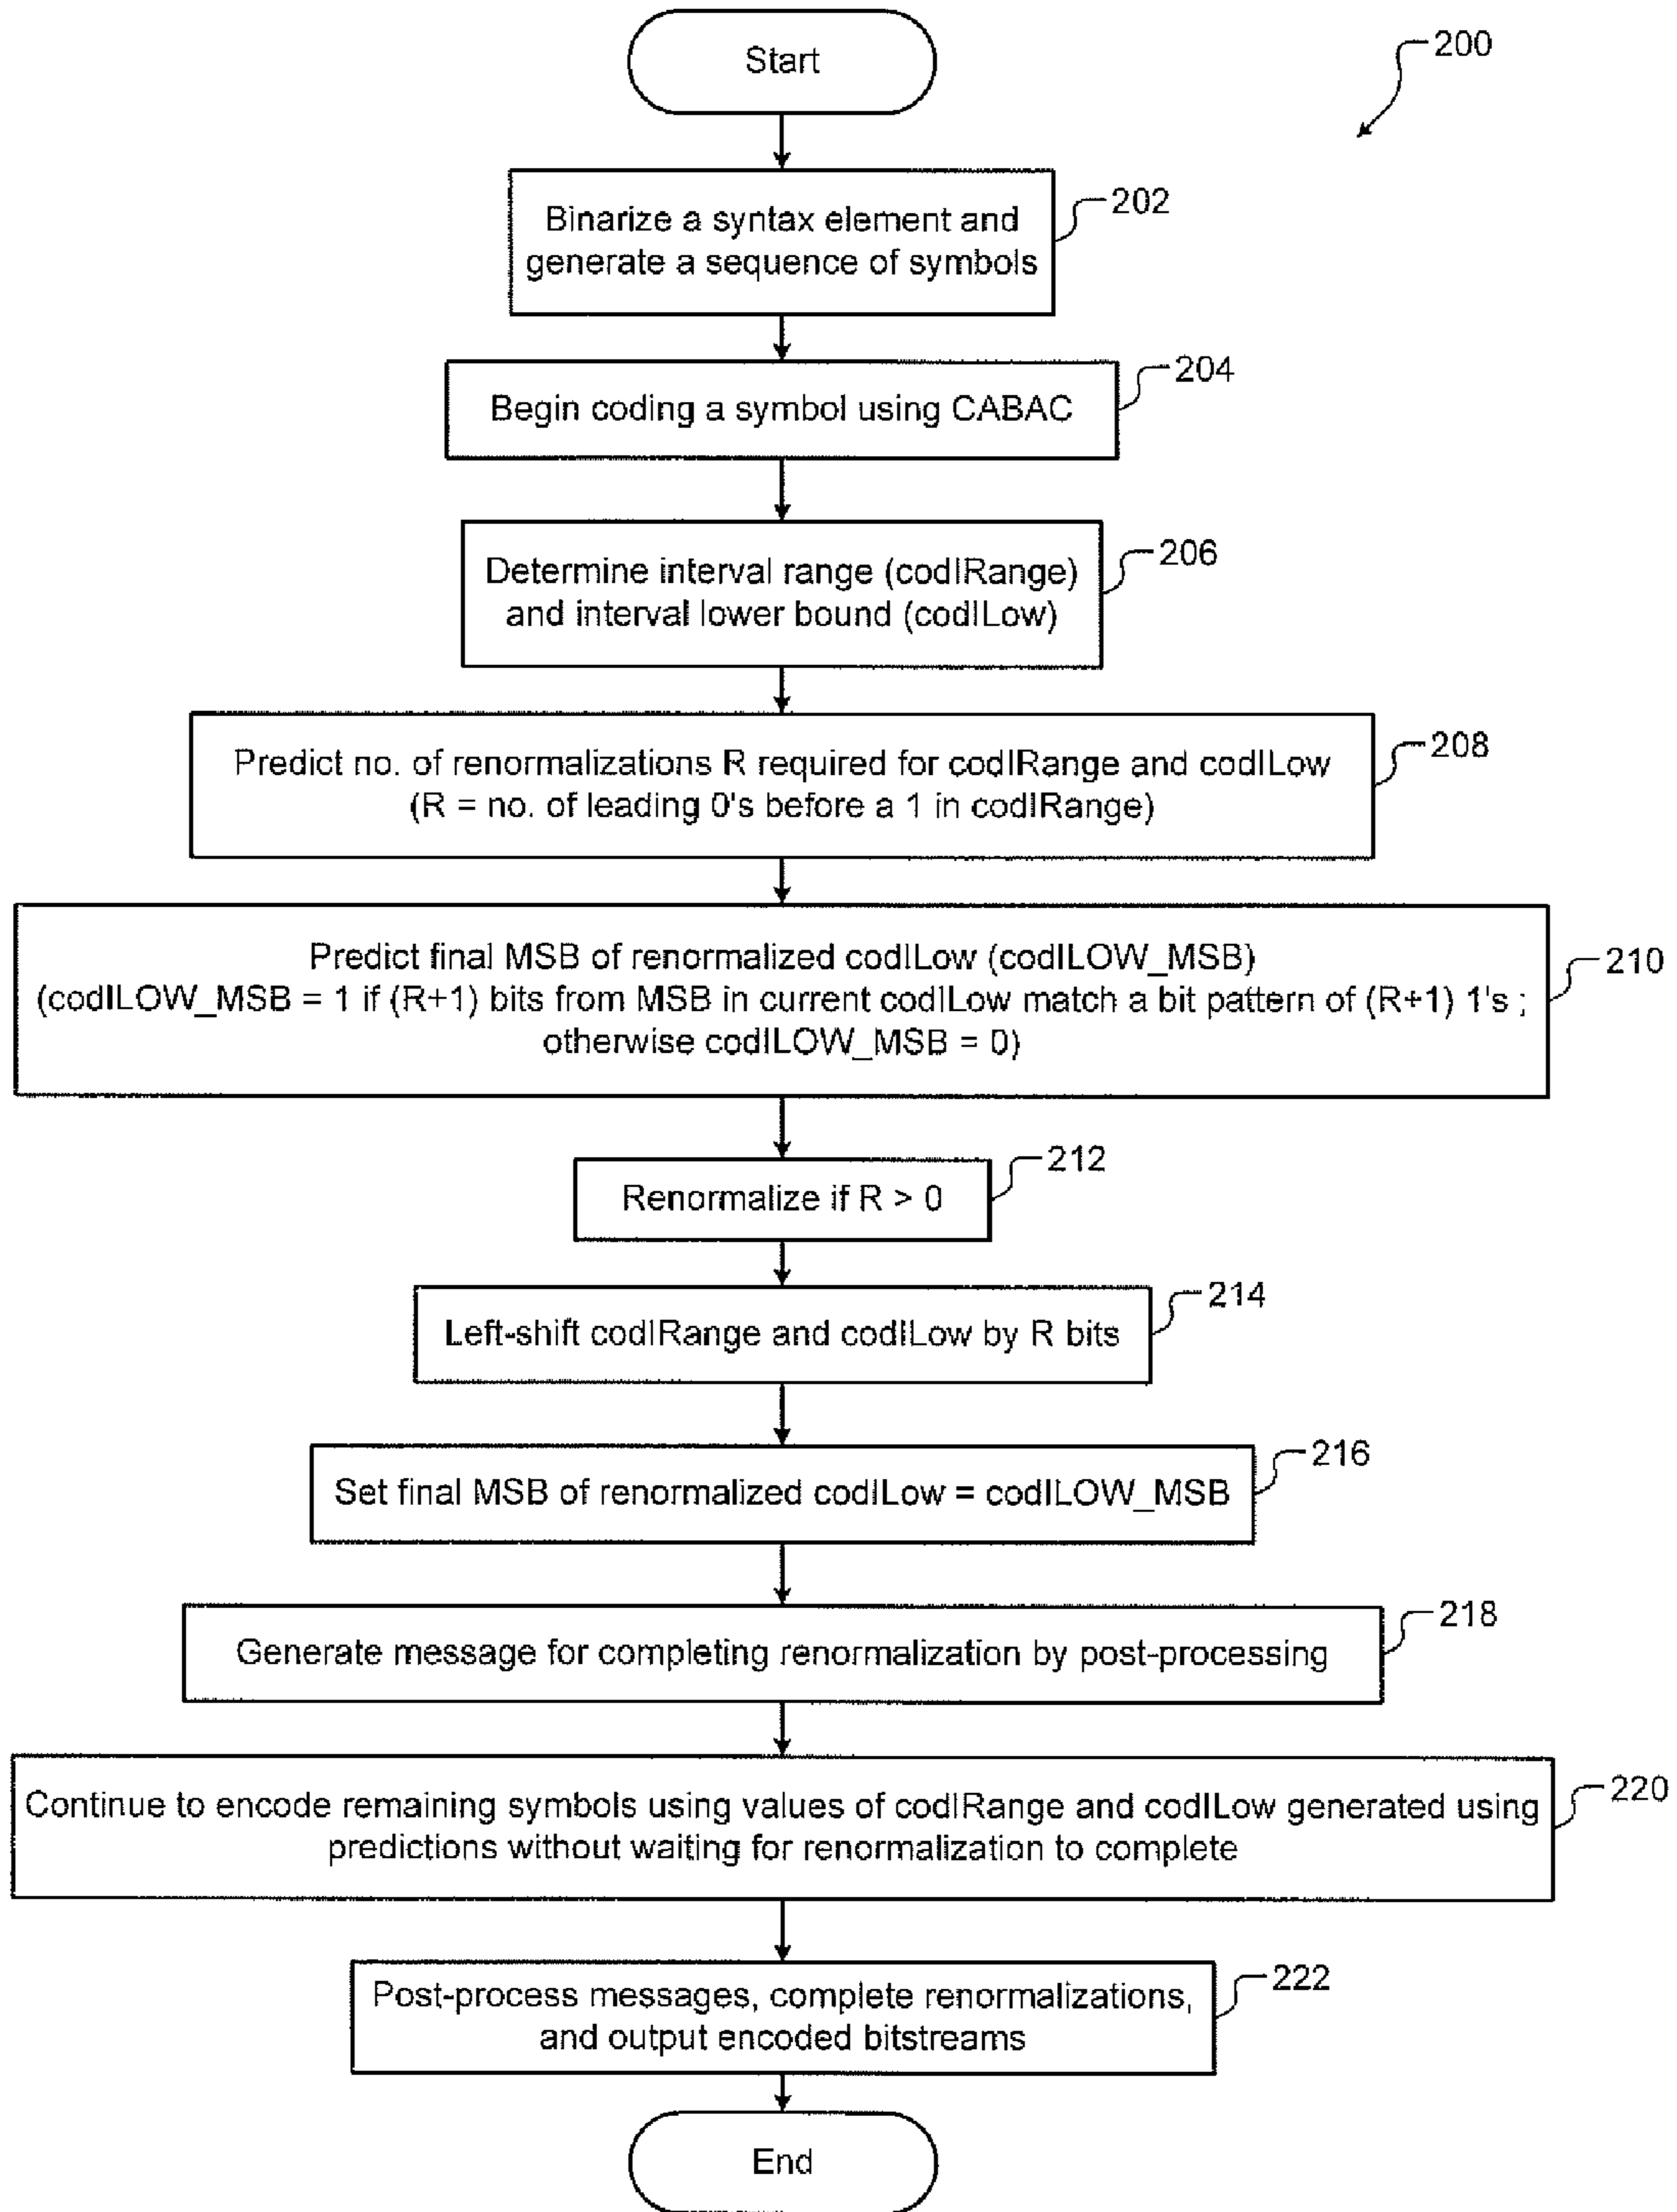 Start
200
Binarize a syntax element and
generate a sequence of symbols
202
Begin coding a symbol using CABAC
204
Determine interval range (codIRange)
and interval lower bound (codILow)
206
Predict no. of renormalizations R required for codIRange and codILow
(R = no. of leading 0's before a 1 in codIRange)
208
Predict final MSB of renormalized codILow (codILOW_MSB)
(codILOW_MSB = 1 if (R+1) bits from MSB in current codILow match a bit pattern of (R+1) 1's ;
otherwise codILOW_MSB = 0)
210
Renormalize if R > 0
212
Left-shift codIRange and codILow by R bits
214
Set final MSB of renormalized codILow = codILOW_MSB
216
Generate message for completing renormalization by post-processing
218
Continue to encode remaining symbols using values of codIRange and codILow generated using
predictions without waiting for renormalization to complete
220
Post-process messages, complete renormalizations,
and output encoded bitstreams
222
End